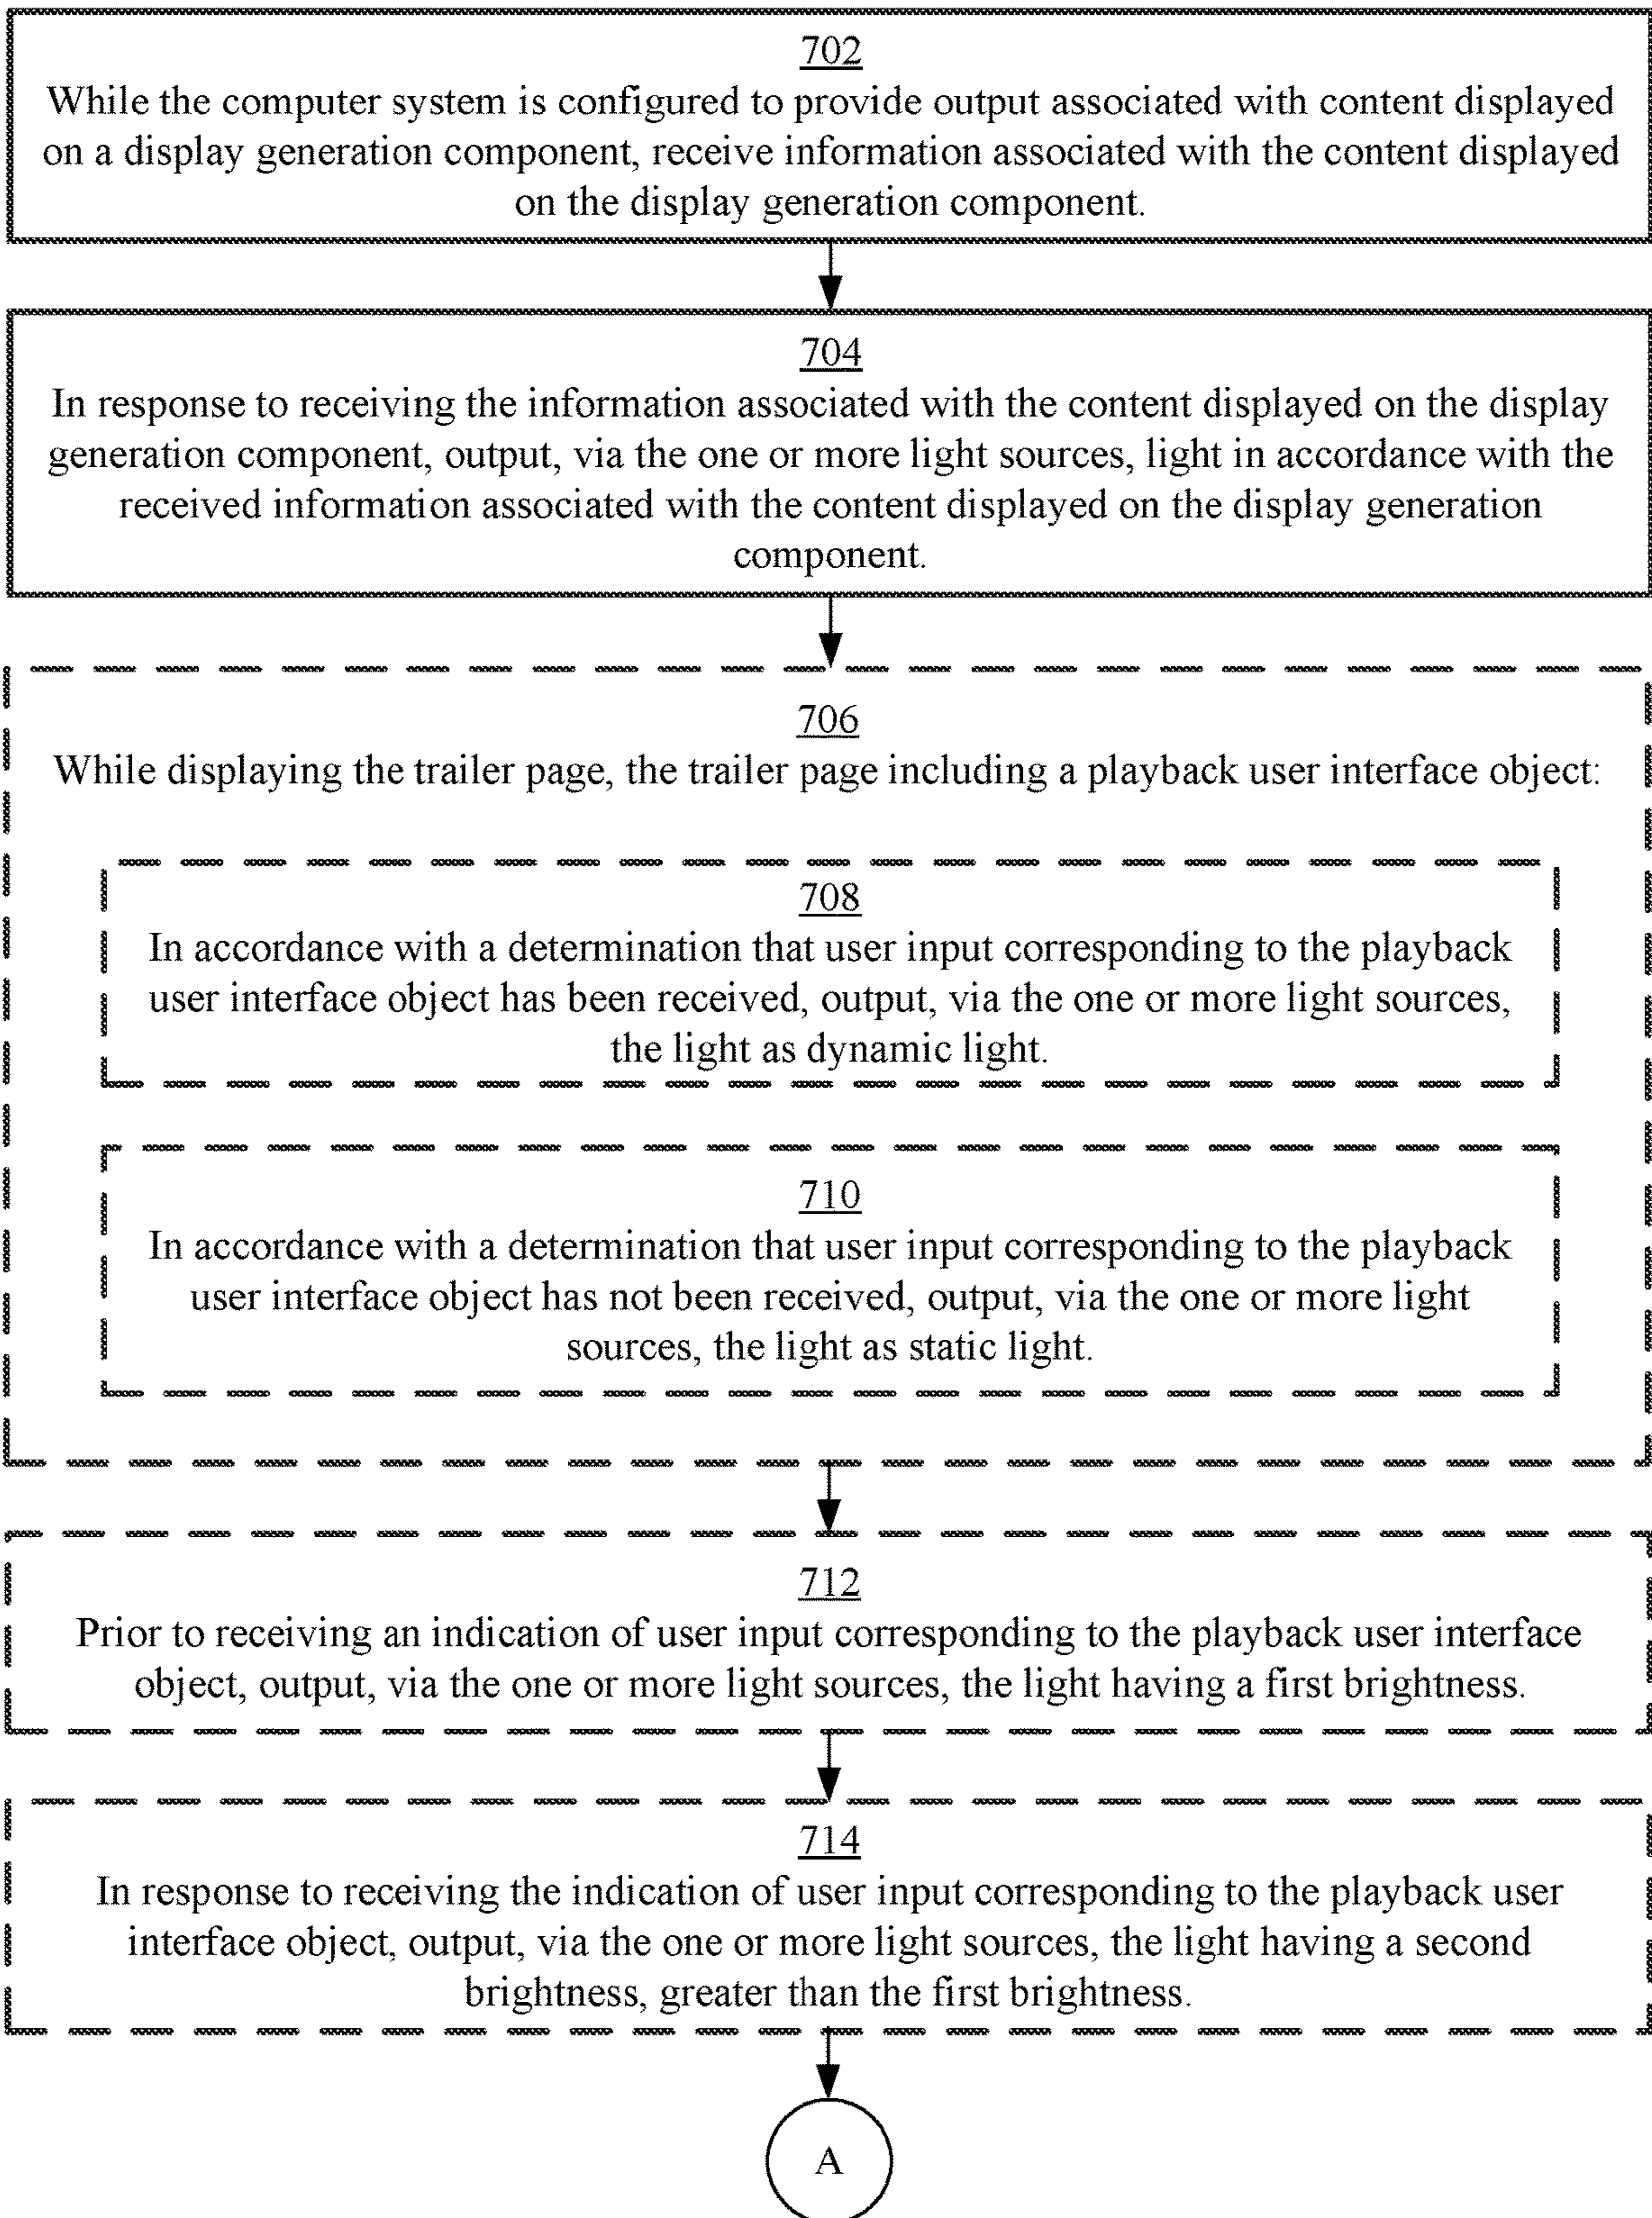 702
While the computer system is configured to provide output associated with content displayed
on a display generation component, receive information associated with the content displayed
on the display generation component.
704
In response to receiving the information associated with the content displayed on the display
generation component, output, via the one or more light sources, light in accordance with the
received information associated with the content displayed on the display generation
component.
706
While displaying the trailer page, the trailer page including a playback user interface object:
708
In accordance with a determination that user input corresponding to the playback
user interface object has been received, output, via the one or more light sources,
the light as dynamic light.
710
In accordance with a determination that user input corresponding to the playback
user interface object has not been received, output, via the one or more light
sources, the light as static light.
712
Prior to receiving an indication of user input corresponding to the playback user interface
object, output, via the one or more light sources, the light having a first brightness.
714
In response to receiving the indication of user input corresponding to the playback user
interface object, output, via the one or more light sources, the light having a second
brightness, greater than the first brightness.
A